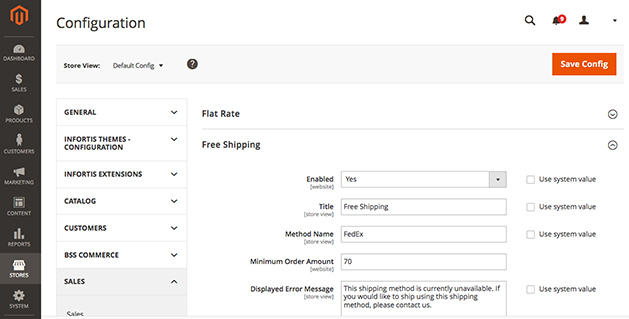 Configuration
9
DASHBOARD
SALES
PRODUCTS
CUSTOMERS
MARKETING
CONTENT
REPORTS
STORES
SYSTEM
Store View: Default Config ?
Save Config
GENERAL
INFORTIS THEMES -
CONFIGURATION
INFORTIS EXTENSIONS
CATALOG
CUSTOMERS
BSS COMMERCE
SALES
Sales
Flat Rate
Free Shipping
Enabled Yes Use system value
[website]
Title Free Shipping Use system value
[store view]
Method Name FedEx Use system value
[store view]
Minimum Order Amount 70
[website]
Displayed Error Message This shipping method is currently unavailable. If Use system value
[store view] you would like to ship using this shipping
method, please contact us.